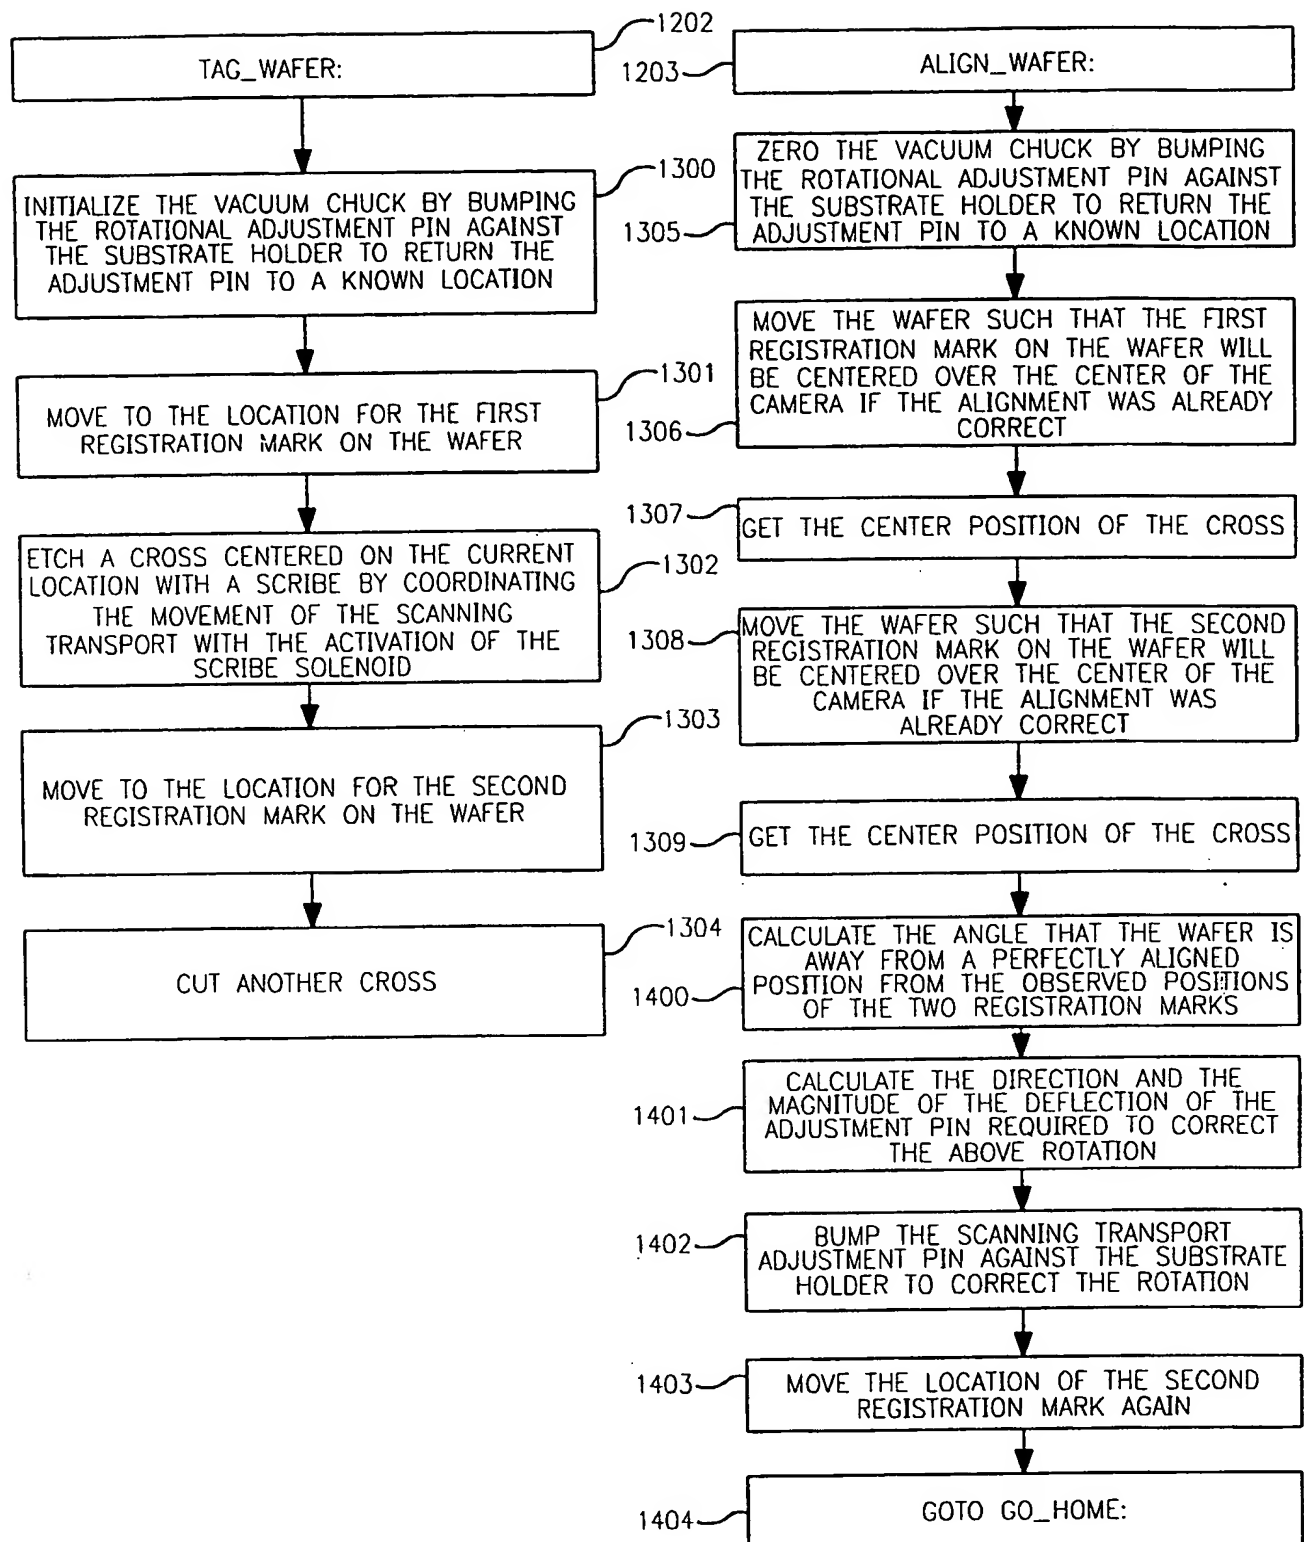 1202
TAG_WAFER:
1300
INITIALIZE THE VACUUM CHUCK BY BUMPING
THE ROTATIONAL ADJUSTMENT PIN AGAINST
THE SUBSTRATE HOLDER TO RETURN THE
ADJUSTMENT PIN TO A KNOWN LOCATION
1301
MOVE TO THE LOCATION FOR THE FIRST
REGISTRATION MARK ON THE WAFER
1302
ETCH A CROSS CENTERED ON THE CURRENT
LOCATION WITH A SCRIBE BY COORDINATING
THE MOVEMENT OF THE SCANNING
TRANSPORT WITH THE ACTIVATION OF THE
SCRIBE SOLENOID
1303
MOVE TO THE LOCATION FOR THE SECOND
REGISTRATION MARK ON THE WAFER
1304
CUT ANOTHER CROSS
1203
ALIGN_WAFER:
1305
ZERO THE VACUUM CHUCK BY BUMPING
THE ROTATIONAL ADJUSTMENT PIN AGAINST
THE SUBSTRATE HOLDER TO RETURN THE
ADJUSTMENT PIN TO A KNOWN LOCATION
1306
MOVE THE WAFER SUCH THAT THE FIRST
REGISTRATION MARK ON THE WAFER WILL
BE CENTERED OVER THE CENTER OF THE
CAMERA IF THE ALIGNMENT WAS ALREADY
CORRECT
1307
GET THE CENTER POSITION OF THE CROSS
1308
MOVE THE WAFER SUCH THAT THE SECOND
REGISTRATION MARK ON THE WAFER WILL
BE CENTERED OVER THE CENTER OF THE
CAMERA IF THE ALIGNMENT WAS
ALREADY CORRECT
1309
GET THE CENTER POSITION OF THE CROSS
1400
CALCULATE THE ANGLE THAT THE WAFER IS
AWAY FROM A PERFECTLY ALIGNED
POSITION FROM THE OBSERVED POSITIONS
OF THE TWO REGISTRATION MARKS
1401
CALCULATE THE DIRECTION AND THE
MAGNITUDE OF THE DEFLECTION OF THE
ADJUSTMENT PIN REQUIRED TO CORRECT
THE ABOVE ROTATION
1402
BUMP THE SCANNING TRANSPORT
ADJUSTMENT PIN AGAINST THE SUBSTRATE
HOLDER TO CORRECT THE ROTATION
1403
MOVE THE LOCATION OF THE SECOND
REGISTRATION MARK AGAIN
1404
GOTO GO_HOME: